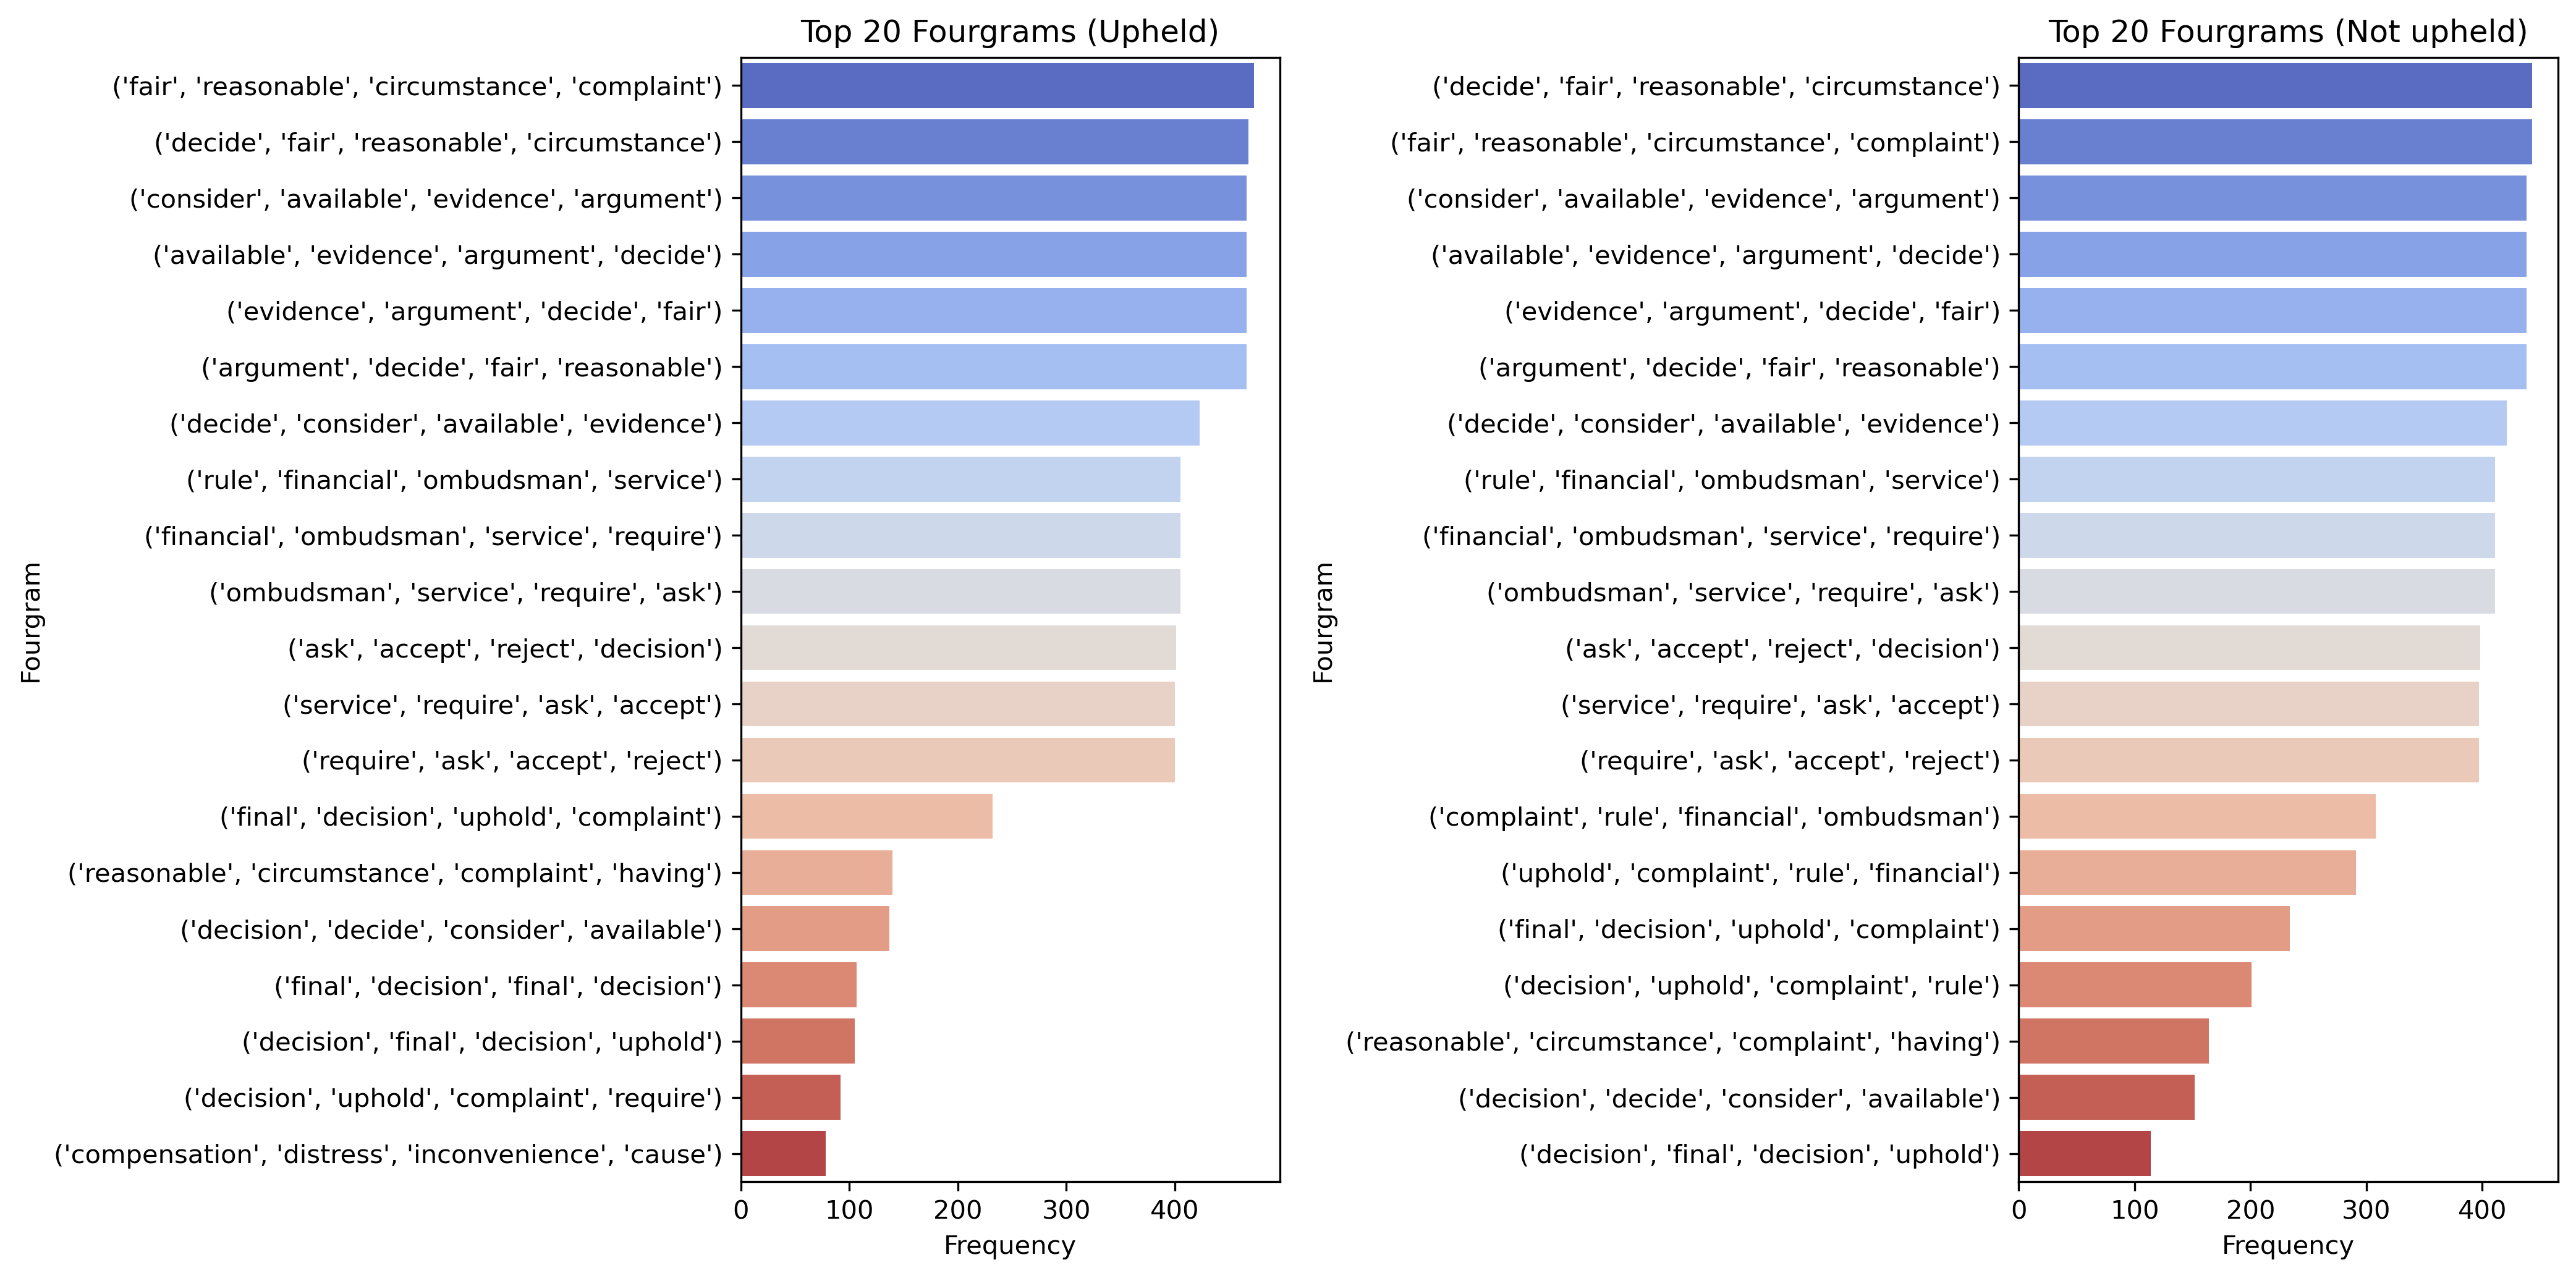 Top 20 Fourgrams (Upheld)
('fair', 'reasonable', 'circumstance', 'complaint')
('decide', 'fair', 'reasonable', 'circumstance')
('consider', 'available', 'evidence', 'argument')
('available', 'evidence', 'argument', 'decide')
('evidence', 'argument', 'decide', 'fair')
('argument', 'decide', 'fair', 'reasonable')
('decide', 'consider', 'available', 'evidence')
('rule', 'financial', 'ombudsman', 'service')
('financial', 'ombudsman', 'service', 'require')
('ombudsman', 'service', 'require', 'ask')
('ask', 'accept', 'reject', 'decision')
('service', 'require', 'ask', 'accept')
('require', 'ask', 'accept', 'reject')
('final', 'decision', 'uphold', 'complaint')
('reasonable', 'circumstance', 'complaint', 'having')
('decision', 'decide', 'consider', 'available')
('final', 'decision', 'final', 'decision')
('decision', 'final', 'decision', 'uphold')
('decision', 'uphold', 'complaint', 'require')
('compensation', 'distress', 'inconvenience', 'cause')
Fourgram
0 100 200 300 400
Frequency
Top 20 Fourgrams (Not upheld)
('decide', 'fair', 'reasonable', 'circumstance')
('fair', 'reasonable', 'circumstance', 'complaint')
('consider', 'available', 'evidence', 'argument')
('available', 'evidence', 'argument', 'decide')
('evidence', 'argument', 'decide', 'fair')
('argument', 'decide', 'fair', 'reasonable')
('decide', 'consider', 'available', 'evidence')
('rule', 'financial', 'ombudsman', 'service')
('financial', 'ombudsman', 'service', 'require')
('ombudsman', 'service', 'require', 'ask')
('ask', 'accept', 'reject', 'decision')
('service', 'require', 'ask', 'accept')
('require', 'ask', 'accept', 'reject')
('complaint', 'rule', 'financial', 'ombudsman')
('uphold', 'complaint', 'rule', 'financial')
('final', 'decision', 'uphold', 'complaint')
('decision', 'uphold', 'complaint', 'rule')
('reasonable', 'circumstance', 'complaint', 'having')
('decision', 'decide', 'consider', 'available')
('decision', 'final', 'decision', 'uphold')
Fourgram
0 100 200 300 400
Frequency